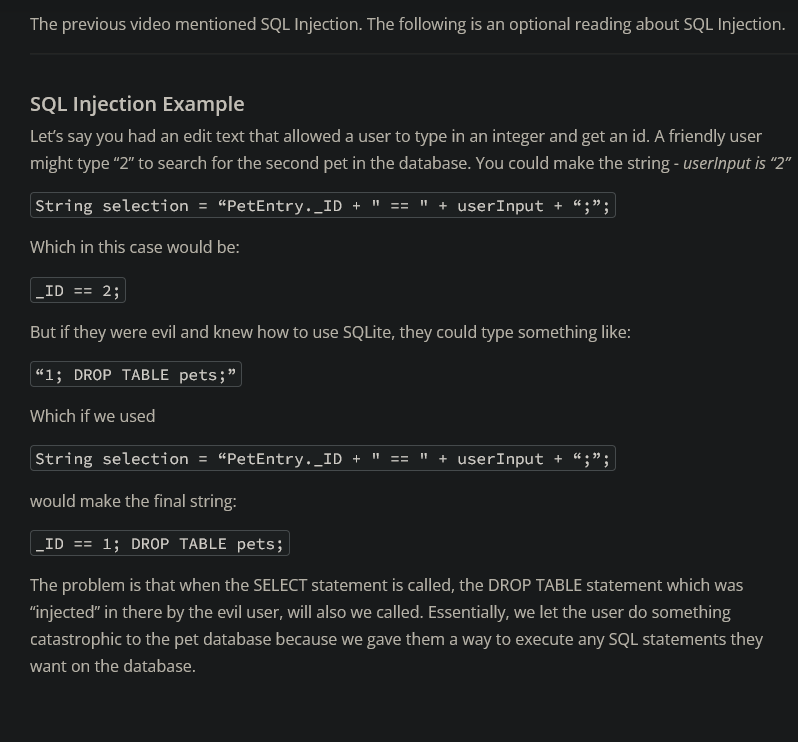 The previous video mentioned SQL Injection. The following is an optional reading about SQL Injection.
SQL Injection Example
Let’s say you had an edit text that allowed a user to type in an integer and get an id. A friendly user
might type “2” to search for the second pet in the database. You could make the string - userInput is “2”
String selection = “PetEntry._ID + " == " + userInput + “;”;
Which in this case would be:
_ID == 2;
But if they were evil and knew how to use SQLite, they could type something like:
“1; DROP TABLE pets;”
Which if we used
String selection = “PetEntry._ID + " == " + userInput + “;”;
would make the final string:
_ID == 1; DROP TABLE pets;
The problem is that when the SELECT statement is called, the DROP TABLE statement which was
“injected” in there by the evil user, will also we called. Essentially, we let the user do something
catastrophic to the pet database because we gave them a way to execute any SQL statements they
want on the database.